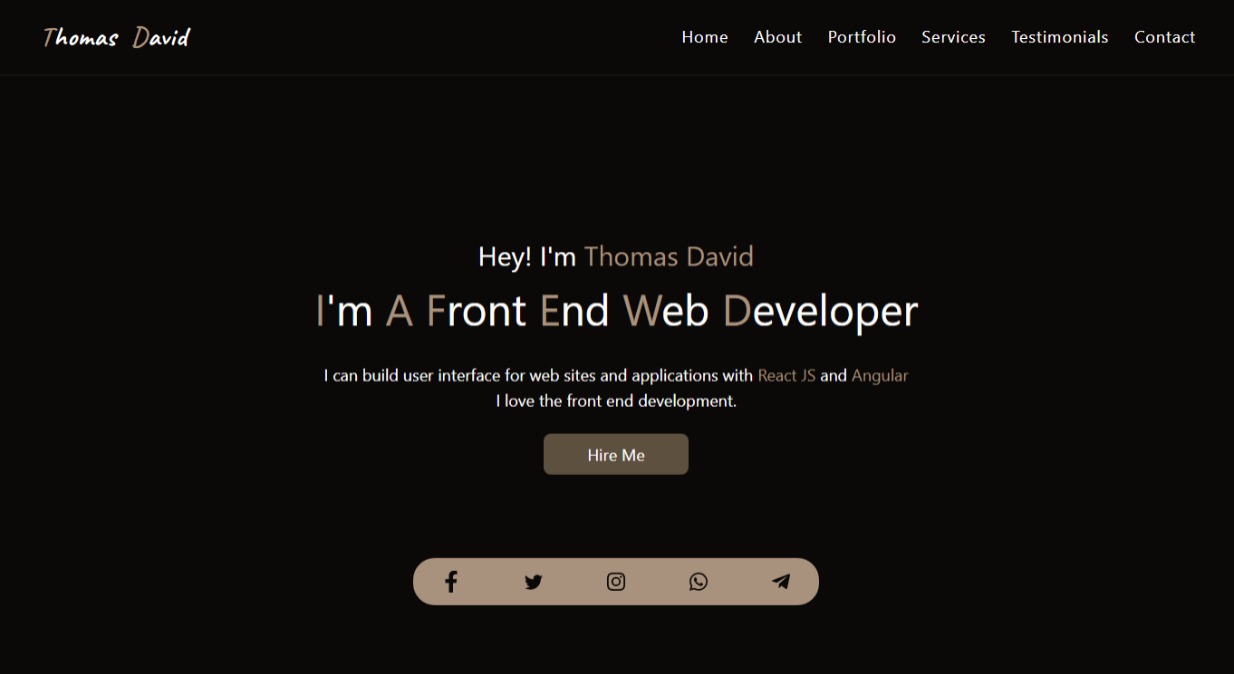 Thomas David
Home About Portfolio Services Testimonials Contact
Hey! I'm Thomas David
I'm A Front End Web Developer
I can build user interface for web sites and applications with React JS and Angular
I love the front end development.
Hire Me